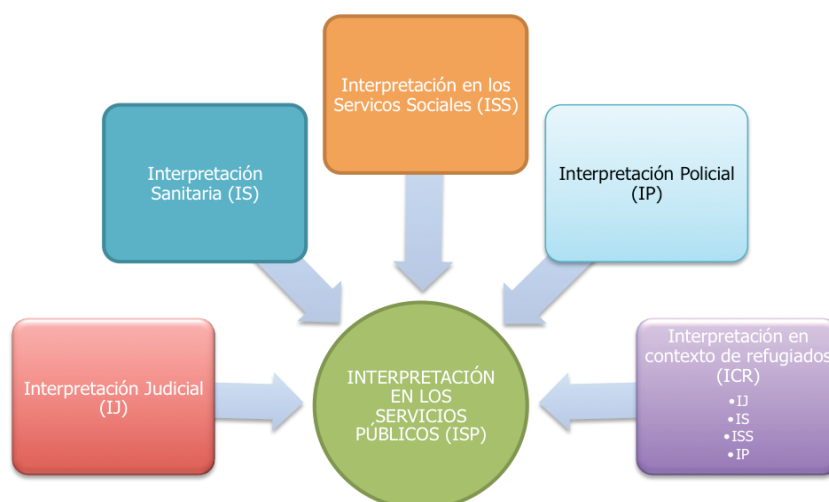 Interpretación en los
Servicos Sociales (ISS)
Interpretación
Sanitaria (IS)
Interpretación Policial
(IP)
Interpretación Judicial
(IJ)
INTERPRETACIÓN
EN LOS
SERVICIOS
PÚBLICOS (ISP)
Interpretación en
contexto de refugiados
(ICR)
•IJ
•IS
•ISS
•IP